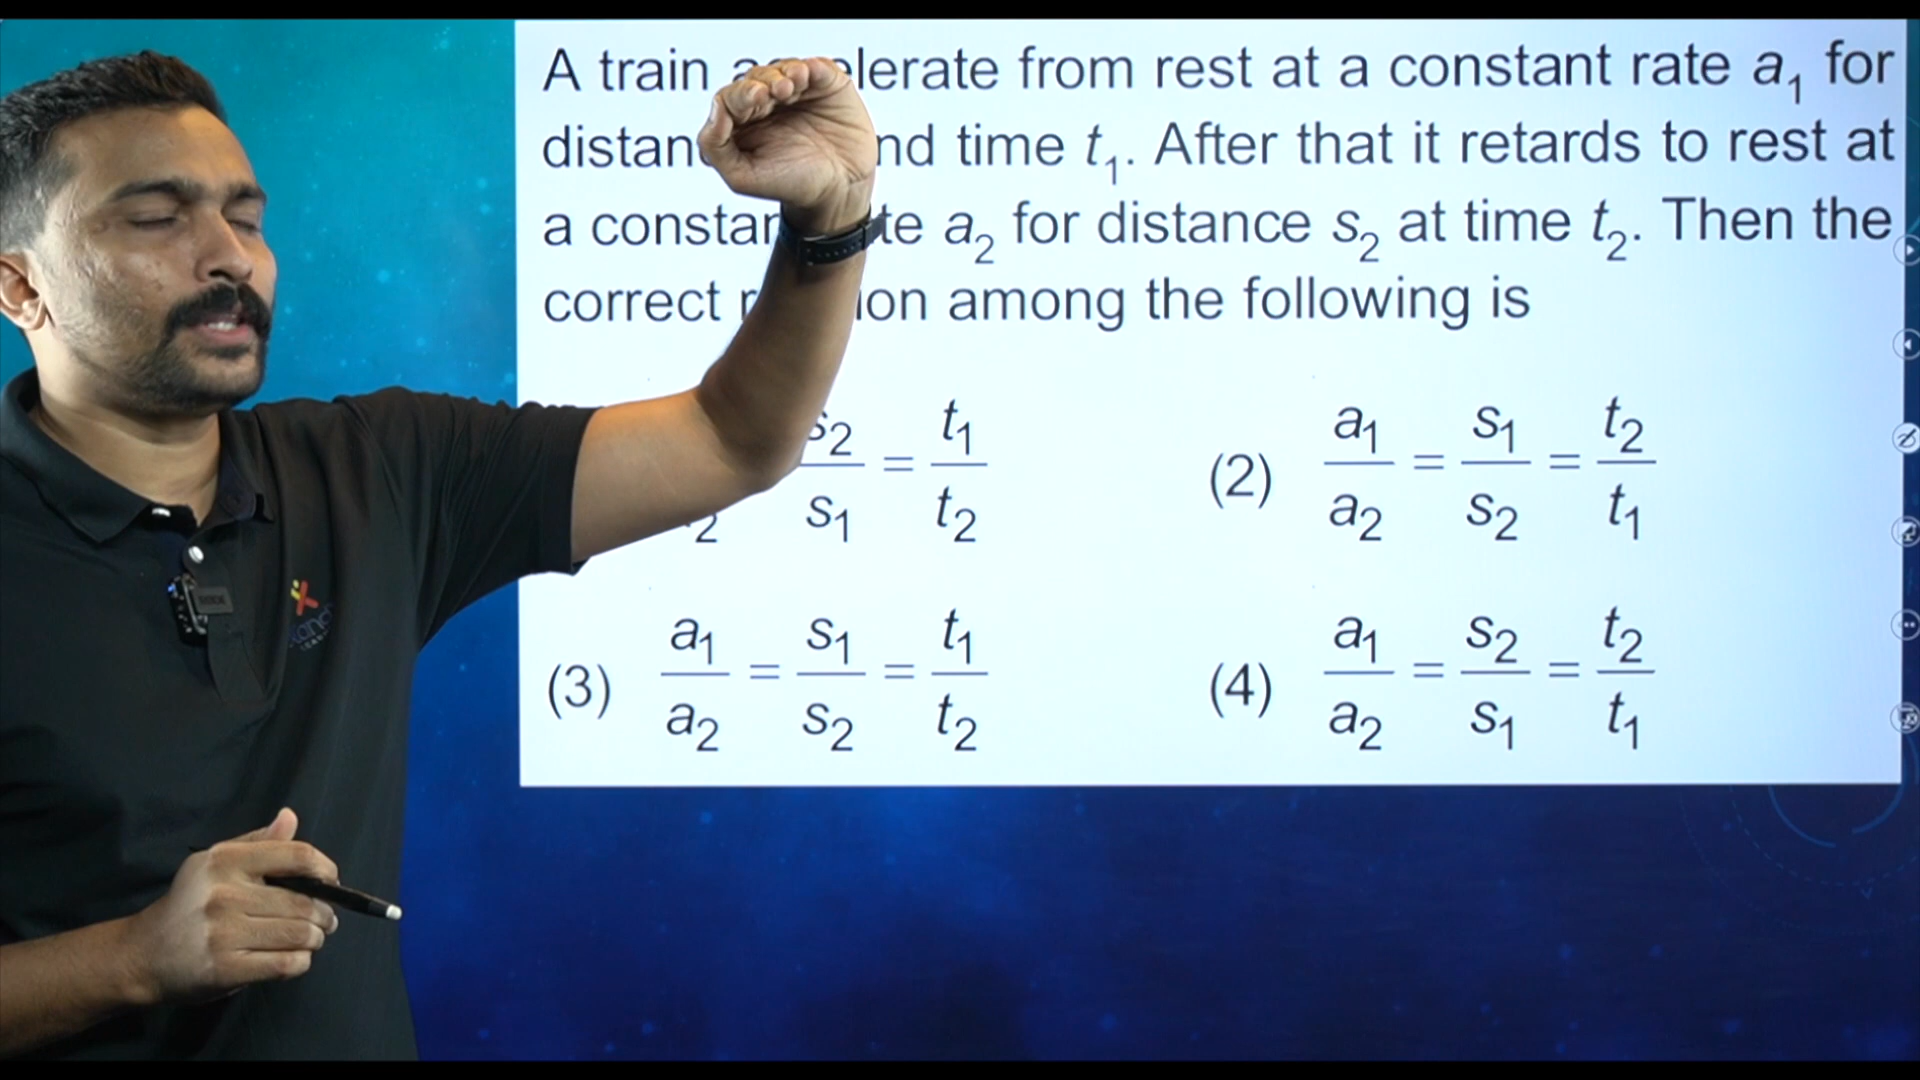 A train lerate from rest at a constant rate a₁ for
nd time t₁. After that it retards to rest at
a te a₂ for distance s₂ at time t₂. Then the
correct ion among the following is
s₂/s₁ = t₁/t₂
(2) a₁/a₂ = s₁/s₂ = t₂/t₁
(3) a₁/a₂ = s₁/s₂ = t₁/t₂
(4) a₁/a₂ = s₂/s₁ = t₂/t₁